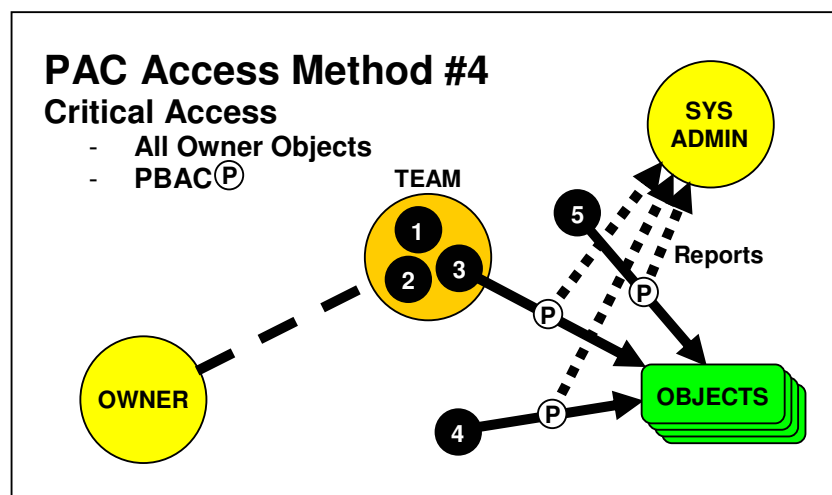 PAC Access Method #4
Critical Access
- All Owner Objects
- PBAC Ⓟ
SYS
ADMIN
TEAM
1
2
3
5
Reports
P
P
OWNER
OBJECTS
4
P